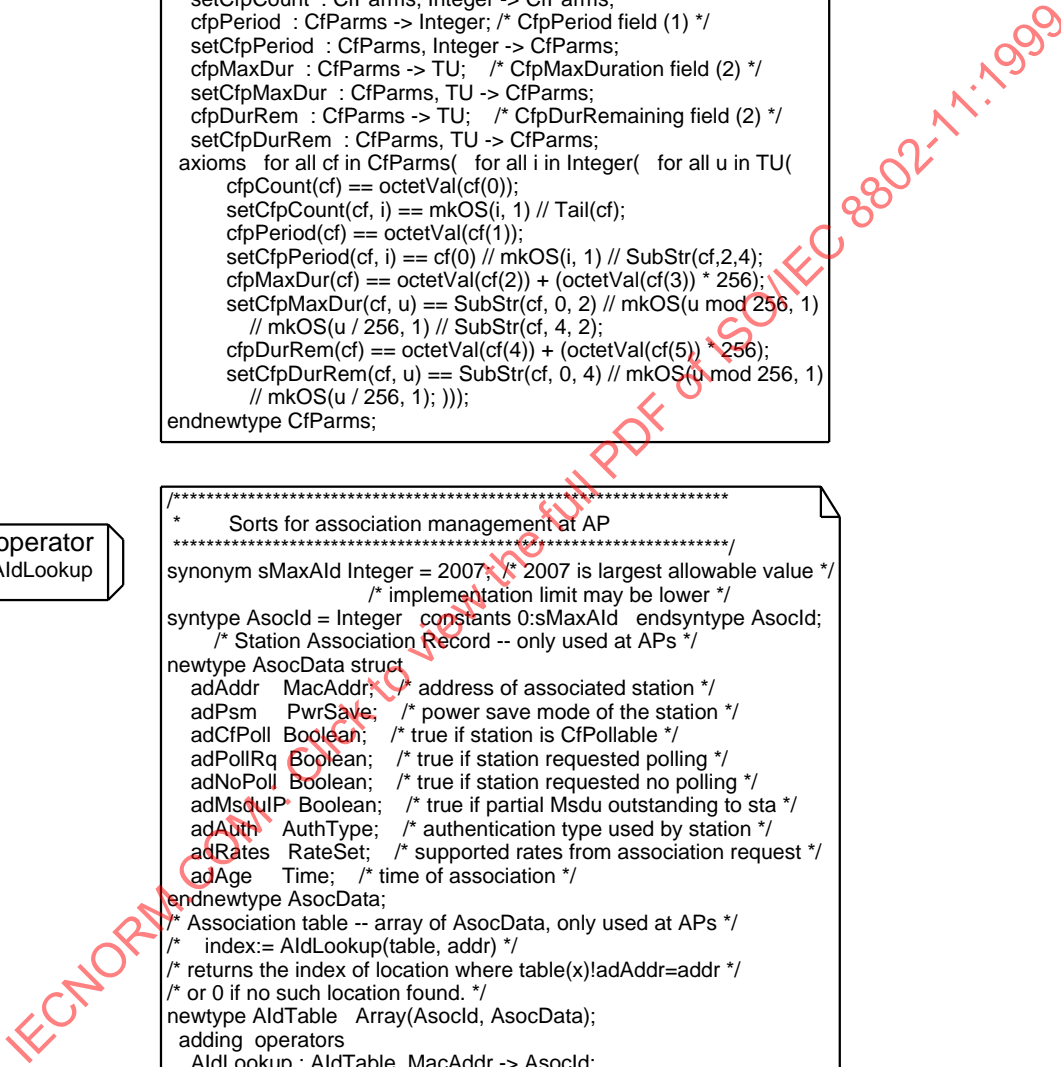 setCfpCount : CfParms, Integer -> CfParms;
cfpPeriod : CfParms -> Integer; /* CfpPeriod field (1) */
setCfpPeriod : CfParms, Integer -> CfParms;
cfpMaxDur : CfParms -> TU; /* CfpMaxDuration field (2) */
setCfpMaxDur : CfParms, TU -> CfParms;
cfpDurRem : CfParms -> TU; /* CfpDurRemaining field (2) */
setCfpDurRem : CfParms, TU -> CfParms;
axioms for all cf in CfParms( for all i in Integer( for all u in TU(
cfpCount(cf) == octetVal(cf(0));
setCfpCount(cf, i) == mkOS(i, 1) // Tail(cf);
cfpPeriod(cf) == octetVal(cf(1));
setCfpPeriod(cf, i) == cf(0) // mkOS(i, 1) // SubStr(cf,2,4);
cfpMaxDur(cf) == octetVal(cf(2)) + (octetVal(cf(3)) * 256);
setCfpMaxDur(cf, u) == SubStr(cf, 0, 2) // mkOS(u mod 256, 1)
// mkOS(u / 256, 1) // SubStr(cf, 4, 2);
cfpDurRem(cf) == octetVal(cf(4)) + (octetVal(cf(5)) * 256);
setCfpDurRem(cf, u) == SubStr(cf, 0, 4) // mkOS(u mod 256, 1)
// mkOS(u / 256, 1); )));
endnewtype CfParms;
operator
AIdLookup
/*******************************************************************
* Sorts for association management at AP
*******************************************************************/
synonym sMaxAId Integer = 2007; /* 2007 is largest allowable value */
/* implementation limit may be lower */
syntype AsocId = Integer constants 0:sMaxAId endsyntype AsocId;
/* Station Association Record -- only used at APs */
newtype AsocData struct
adAddr MacAddr; /* address of associated station */
adPsm PwrSave; /* power save mode of the station */
adCfPoll Boolean; /* true if station is CfPollable */
adPollRq Boolean; /* true if station requested polling */
adNoPoll Boolean; /* true if station requested no polling */
adMsduIP Boolean; /* true if partial Msdu outstanding to sta */
adAuth AuthType; /* authentication type used by station */
adRates RateSet; /* supported rates from association request */
adAge Time; /* time of association */
endnewtype AsocData;
/* Association table -- array of AsocData, only used at APs */
/* index:= AIdLookup(table, addr) */
/* returns the index of location where table(x)!adAddr=addr */
/* or 0 if no such location found. */
newtype AIdTable Array(AsocId, AsocData);
adding operators
AIdLookup : AIdTable, MacAddr -> AsocId;
IECNORM.COM : Click to view the full PDF of ISO/IEC 8802-11:1999